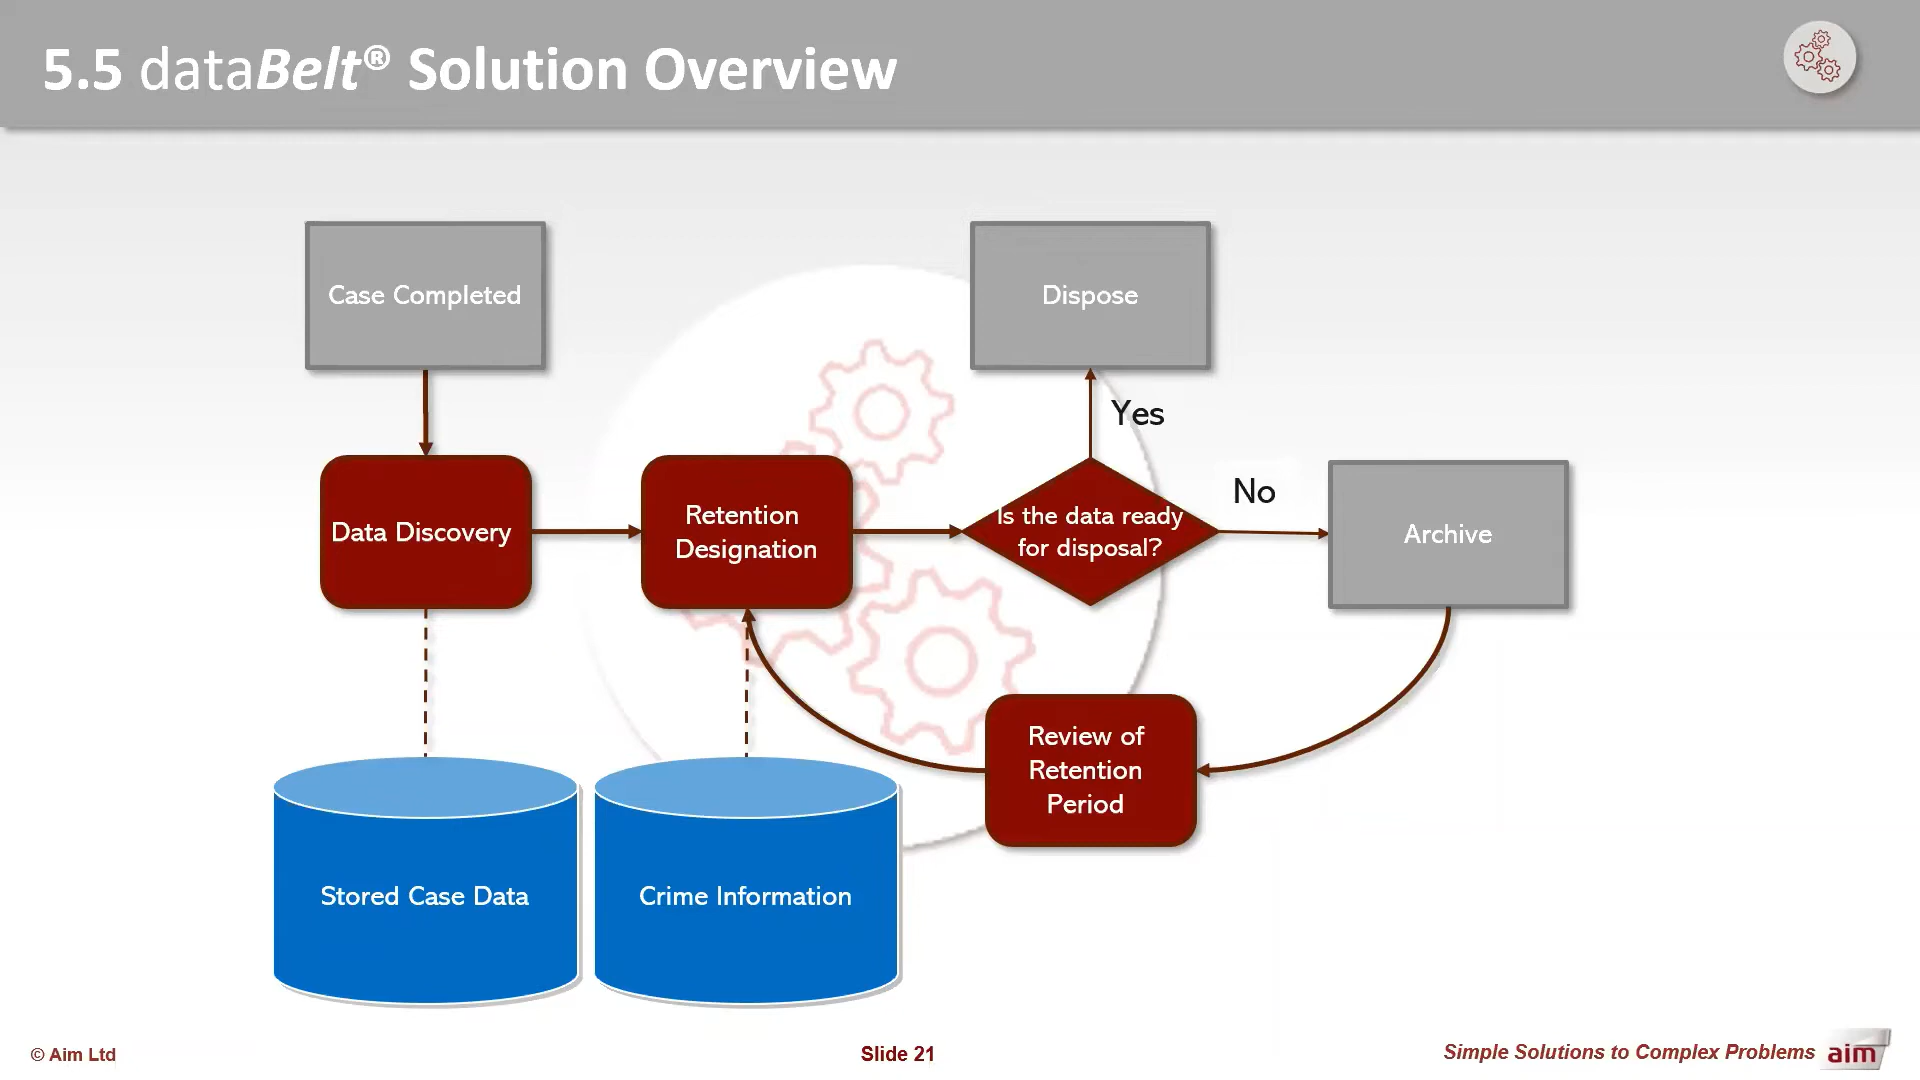 5.5 dataBelt® Solution Overview
Case Completed
Dispose
Yes
No
Data Discovery
Retention
Designation
Is the data ready
for disposal?
Archive
Review of
Retention
Period
Stored Case Data
Crime Information
© Aim Ltd
Slide 21
Simple Solutions to Complex Problems
aim